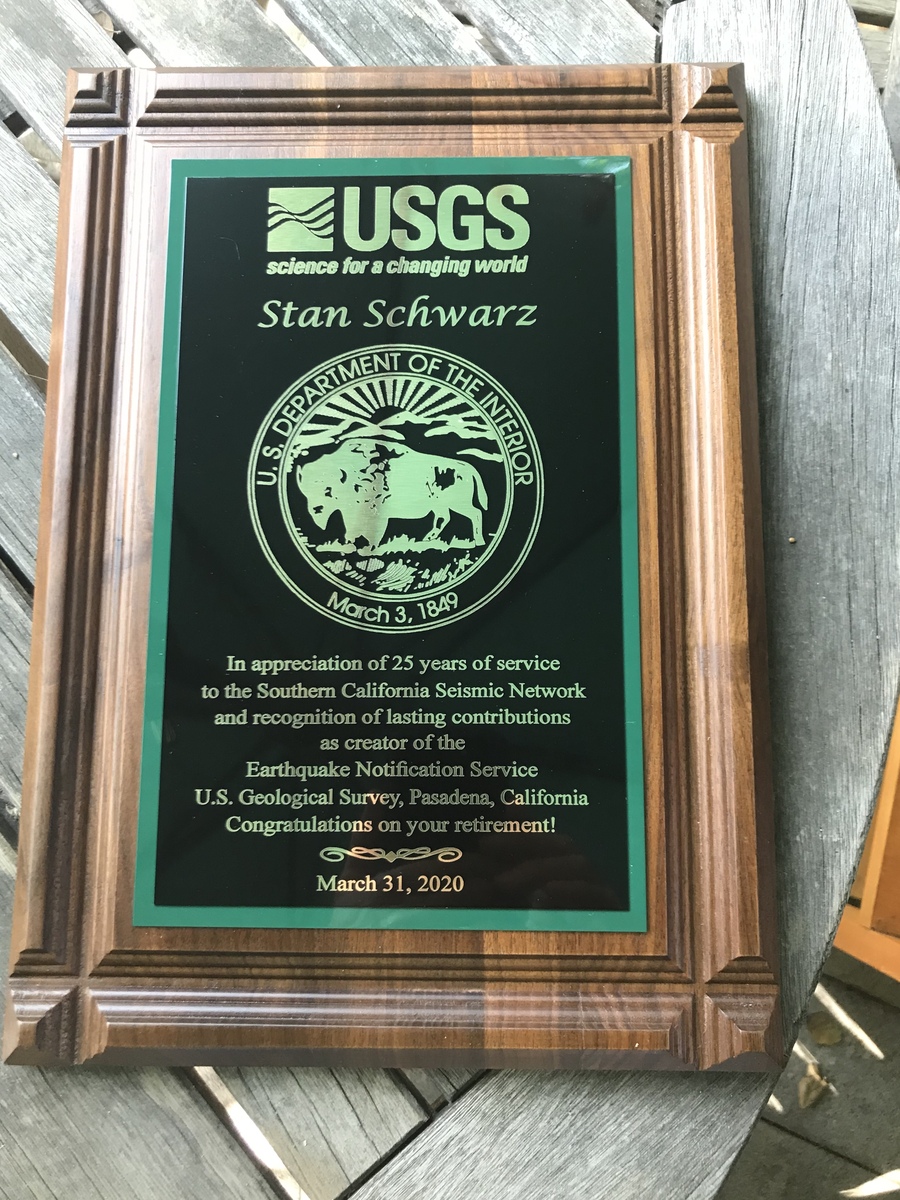 USGS
science for a changing world
Stan Schwarz
U. S. DEPARTMENT OF THE INTERIOR
March 3, 1849
In appreciation of 25 years of service
to the Southern California Seismic Network
and recognition of lasting contributions
as creator of the
Earthquake Notification Service
U.S. Geological Survey, Pasadena, California
Congratulations on your retirement!
March 31, 2020